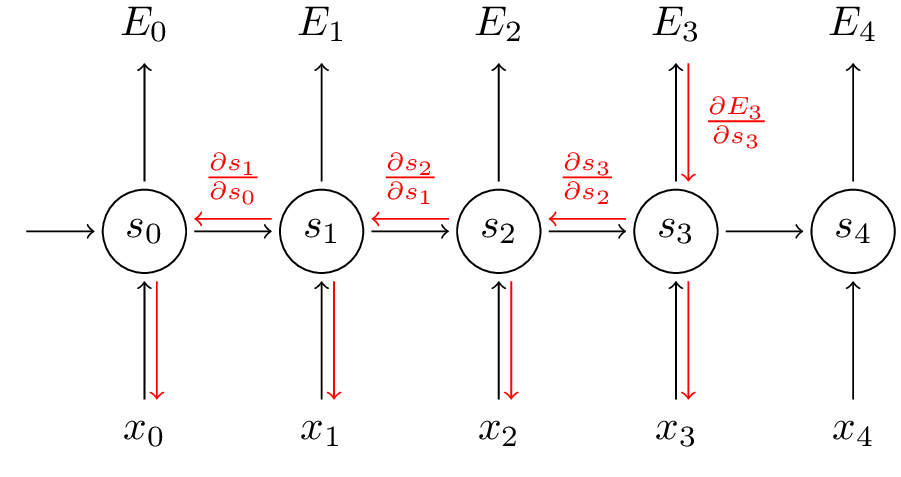 E₀ E₁ E₂ E₃ E₄
∂E₃/∂s₃
∂s₁/∂s₀ ∂s₂/∂s₁ ∂s₃/∂s₂
s₀ s₁ s₂ s₃ s₄
x₀ x₁ x₂ x₃ x₄